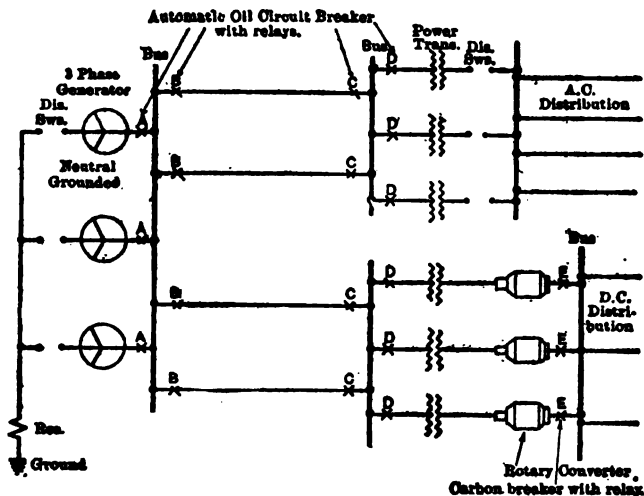 Automatic Oil Circuit Breaker
with relays.
Power
Trans.
Dis.
Sws.
Bus
Bus
3 Phase
Generator
Dis.
Sws.
A
B
C
D
A.C.
Distribution
D
Neutral
Grounded
B
C
D
A
Bus
D
E
B
C
D.C.
Distri-
bution
A
D
E
B
C
D
E
Res.
Ground
Rotary Converter
Carbon breaker with relax